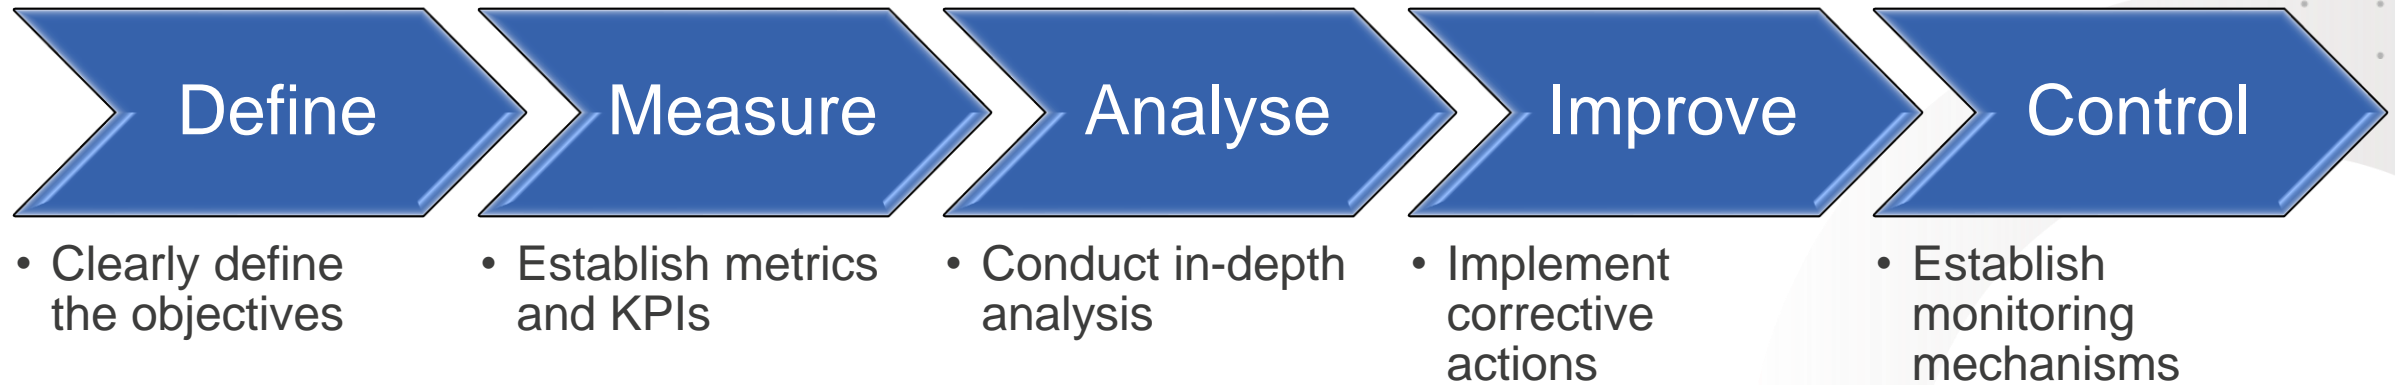 Define
Measure
Analyse
Improve
Control
• Clearly define
the objectives
• Establish metrics
and KPIs
• Conduct in-depth
analysis
• Implement
corrective
actions
• Establish
monitoring
mechanisms